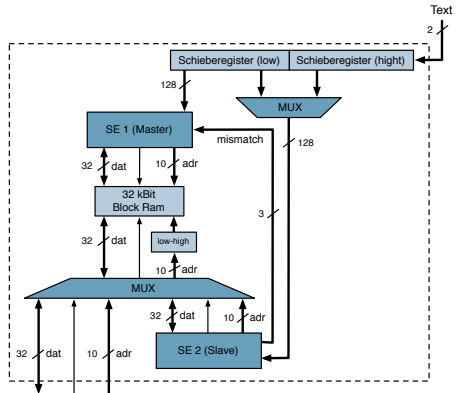 Text
2
Schieberegister (low) Schieberegister (hight)
128
MUX
SE 1 (Master)
mismatch
128
32 dat 10 adr
32 kBit
Block Ram
3
32 dat
low-high
10 adr
MUX
32 dat 10 adr
32 dat 10 adr
SE 2 (Slave)